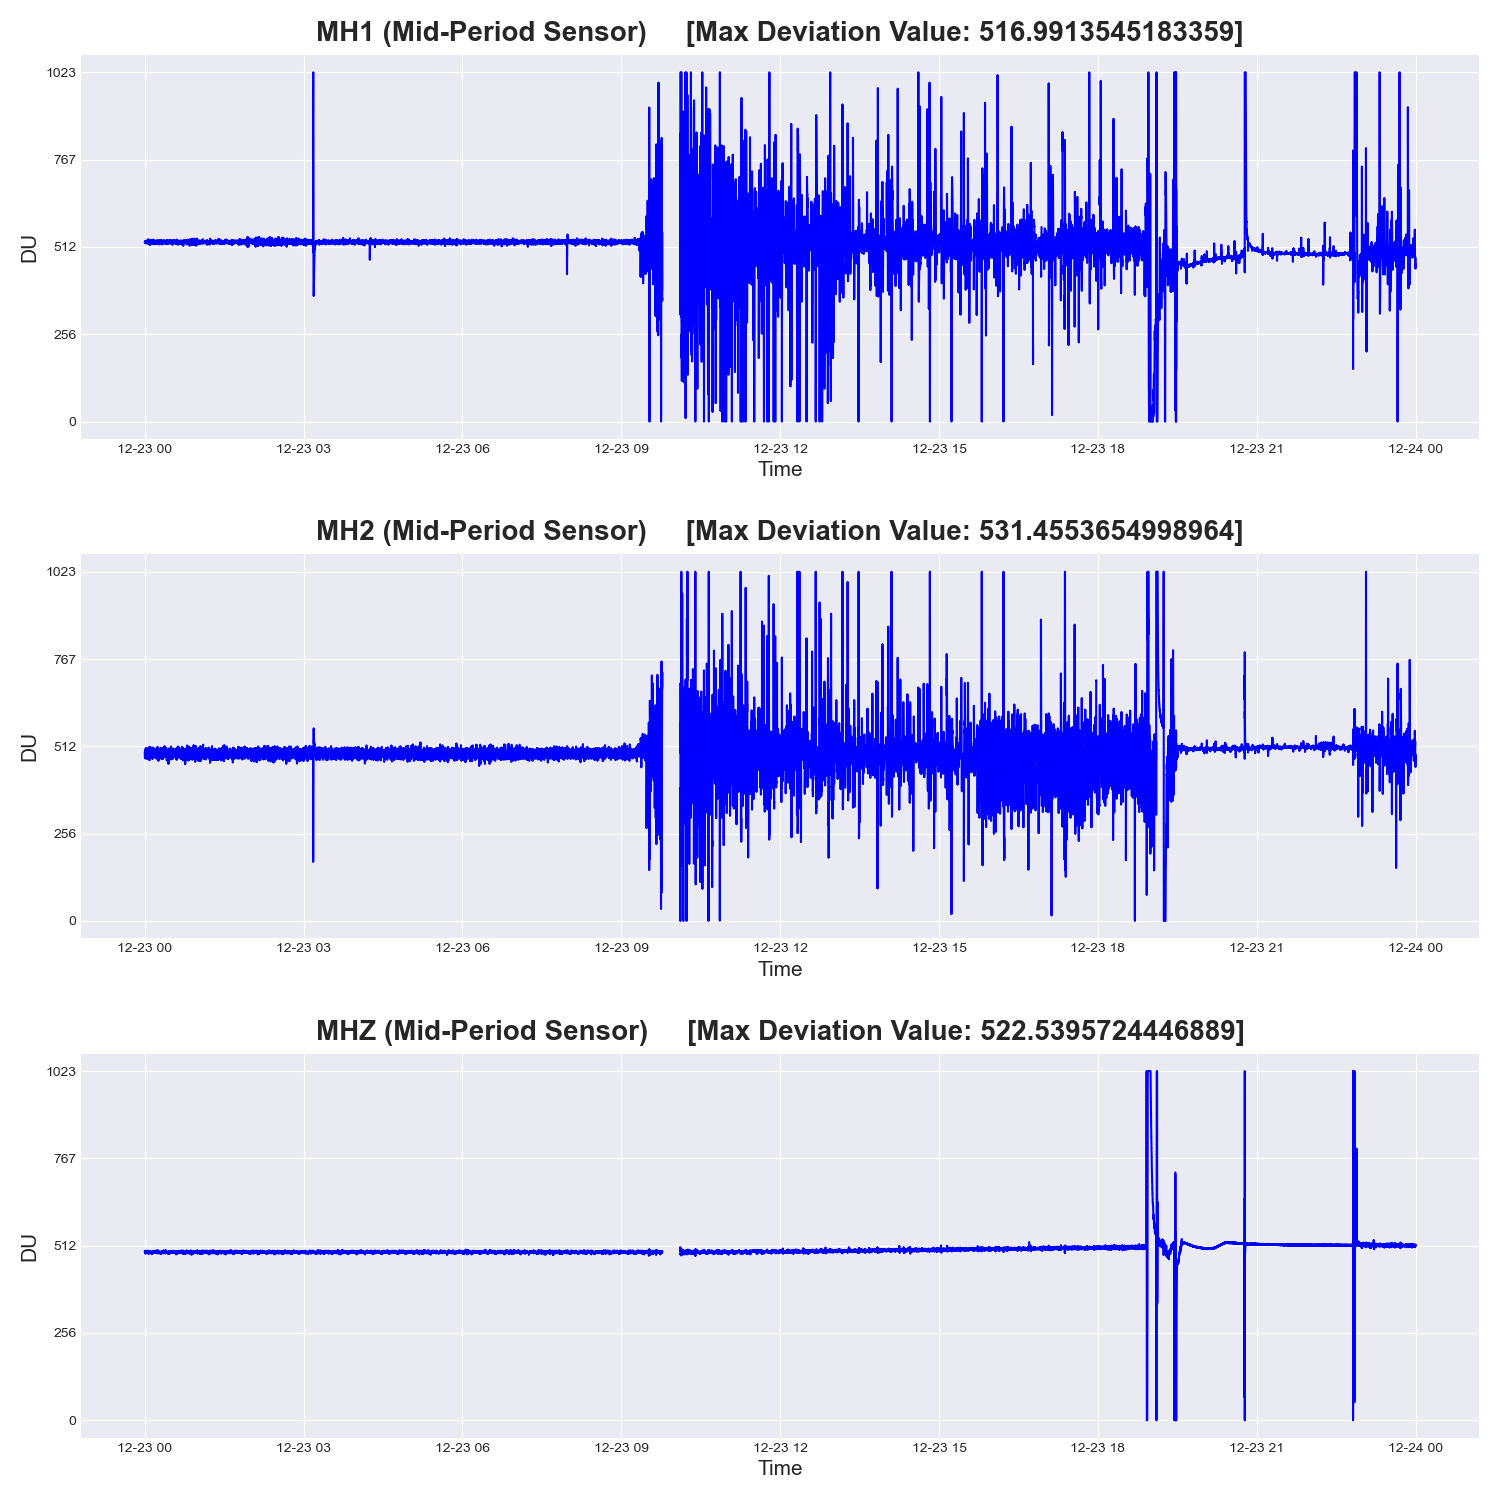 MH1 (Mid-Period Sensor) [Max Deviation Value: 516.9913545183359]
1023
767
512
256
0
DU
12-23 00 12-23 03 12-23 06 12-23 09 12-23 12 12-23 15 12-23 18 12-23 21 12-24 00
Time
MH2 (Mid-Period Sensor) [Max Deviation Value: 531.4553654998964]
1023
767
512
256
0
DU
12-23 00 12-23 03 12-23 06 12-23 09 12-23 12 12-23 15 12-23 18 12-23 21 12-24 00
Time
MHZ (Mid-Period Sensor) [Max Deviation Value: 522.5395724446889]
1023
767
512
256
0
DU
12-23 00 12-23 03 12-23 06 12-23 09 12-23 12 12-23 15 12-23 18 12-23 21 12-24 00
Time